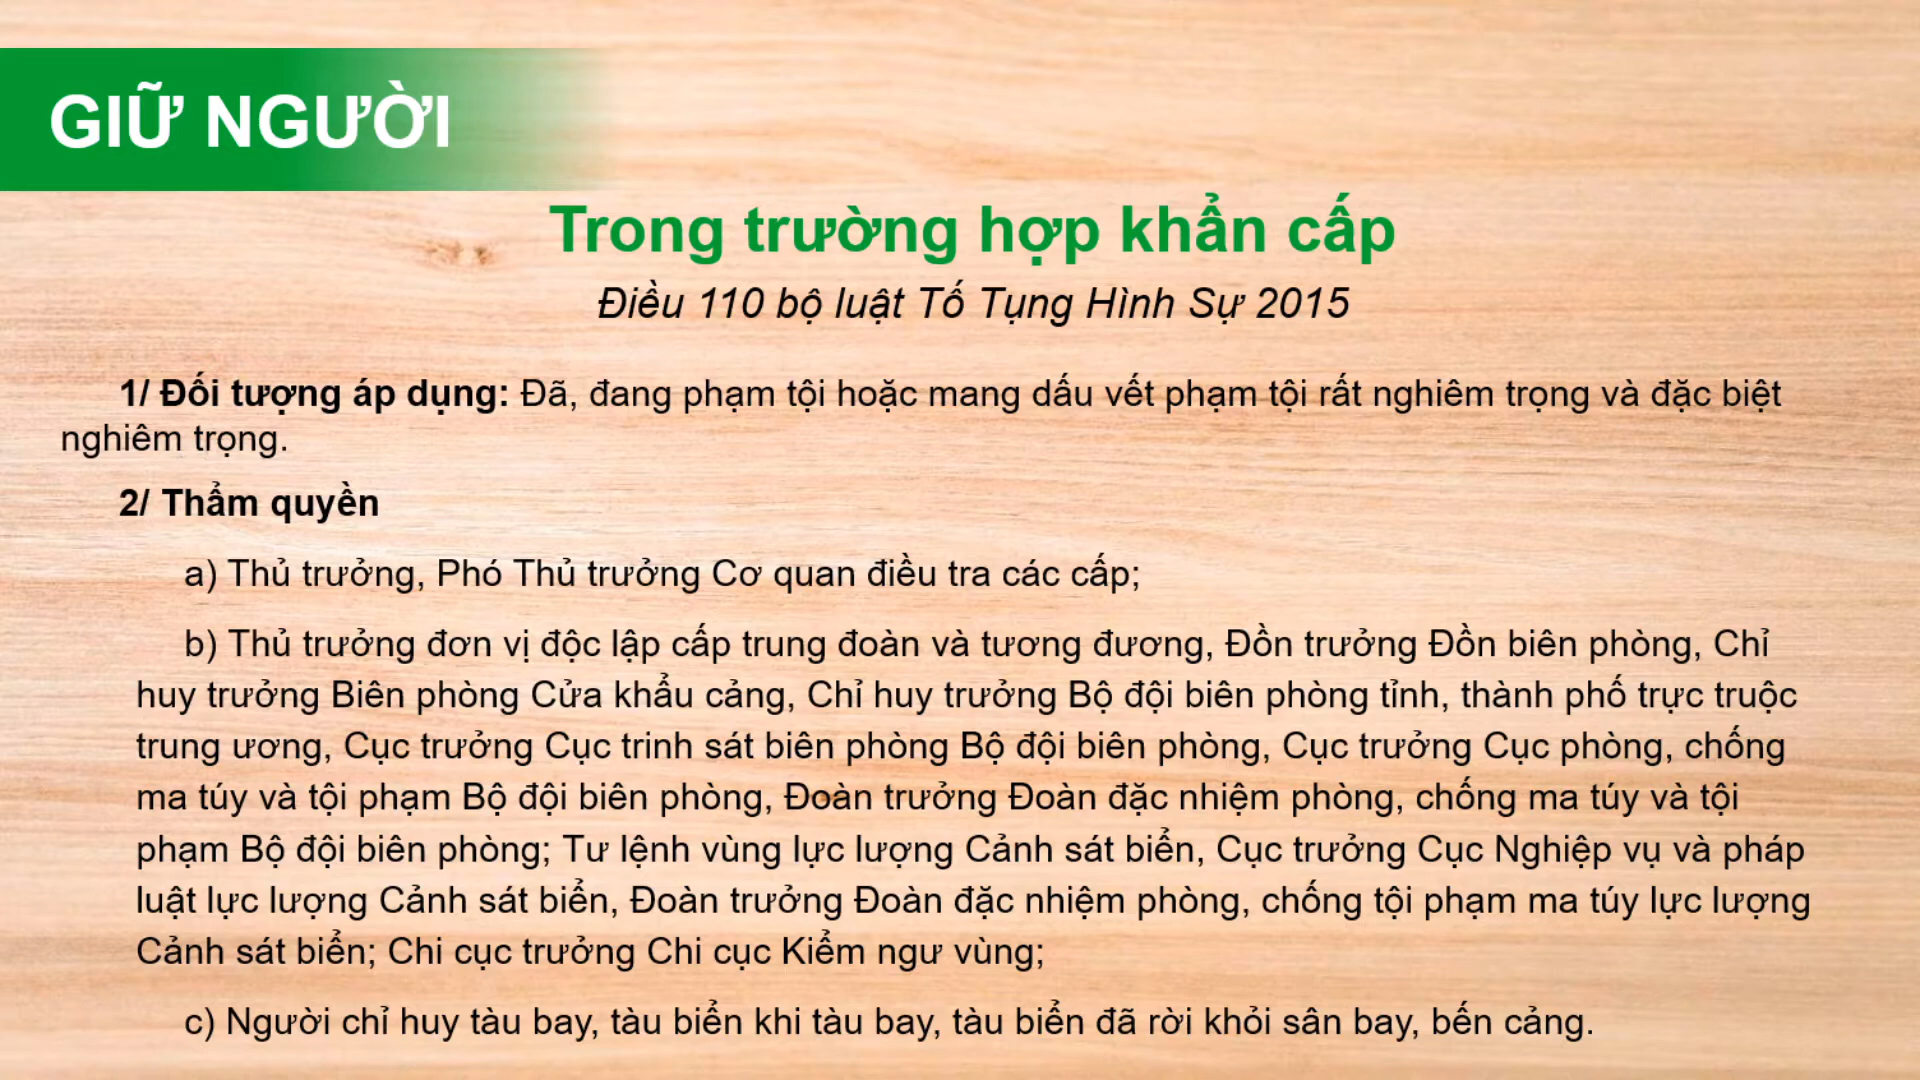 GIỮ NGƯỜI
Trong trường hợp khẩn cấp
Điều 110 bộ luật Tố Tụng Hình Sự 2015
1/ Đối tượng áp dụng: Đã, đang phạm tội hoặc mang dấu vết phạm tội rất nghiêm trọng và đặc biệt
nghiêm trọng.
2/ Thẩm quyền
a) Thủ trưởng, Phó Thủ trưởng Cơ quan điều tra các cấp;
b) Thủ trưởng đơn vị độc lập cấp trung đoàn và tương đương, Đồn trưởng Đồn biên phòng, Chỉ
huy trưởng Biên phòng Cửa khẩu cảng, Chỉ huy trưởng Bộ đội biên phòng tỉnh, thành phố trực truộc
trung ương, Cục trưởng Cục trinh sát biên phòng Bộ đội biên phòng, Cục trưởng Cục phòng, chống
ma túy và tội phạm Bộ đội biên phòng, Đoàn trưởng Đoàn đặc nhiệm phòng, chống ma túy và tội
phạm Bộ đội biên phòng; Tư lệnh vùng lực lượng Cảnh sát biển, Cục trưởng Cục Nghiệp vụ và pháp
luật lực lượng Cảnh sát biển, Đoàn trưởng Đoàn đặc nhiệm phòng, chống tội phạm ma túy lực lượng
Cảnh sát biển; Chi cục trưởng Chi cục Kiểm ngư vùng;
c) Người chỉ huy tàu bay, tàu biển khi tàu bay, tàu biển đã rời khỏi sân bay, bến cảng.